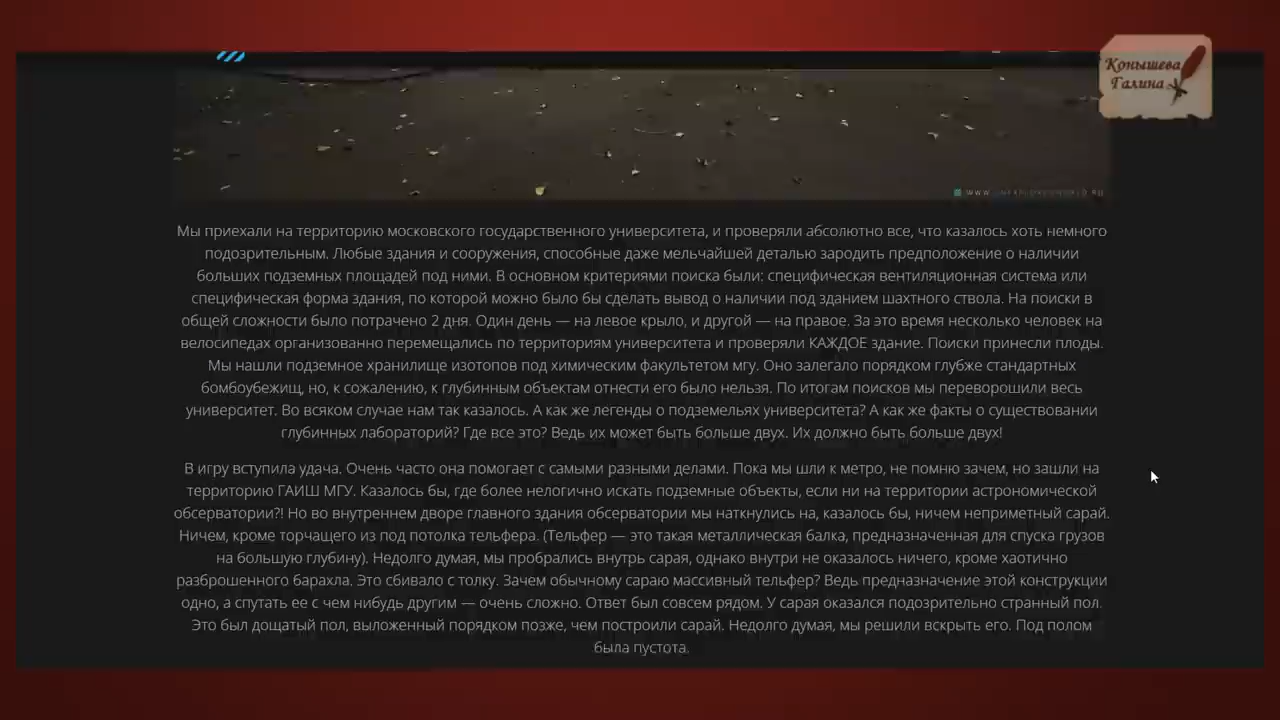 Конышева
Галина
Мы приехали на территорию московского государственного университета, и проверяли абсолютно все, что казалось хоть немного
подозрительным. Любые здания и сооружения, способные даже мельчайшей деталью зародить предположение о наличии
больших подземных площадей под ними. В основном критериями поиска были: специфическая вентиляционная система или
специфическая форма здания, по которой можно было бы сделать вывод о наличии под зданием шахтного ствола. На поиски в
общей сложности было потрачено 2 дня. Один день — на левое крыло, и другой — на правое. За это время несколько человек на
велосипедах организованно перемещались по территориям университета и проверяли КАЖДОЕ здание. Поиски принесли плоды.
Мы нашли подземное хранилище изотопов под химическим факультетом мгу. Оно залегало порядком глубже стандартных
бомбоубежищ, но, к сожалению, к глубинным объектам отнести его было нельзя. По итогам поисков мы переворошили весь
университет. Во всяком случае нам так казалось. А как же легенды о подземельях университета? А как же факты о существовании
глубинных лабораторий? Где все это? Ведь их может быть больше двух. Их должно быть больше двух!
В игру вступила удача. Очень часто она помогает с самыми разными делами. Пока мы шли к метро, не помню зачем, но зашли на
территорию ГАИШ МГУ. Казалось бы, где более нелогично искать подземные объекты, если ни на территории астрономической
обсерватории?! Но во внутреннем дворе главного здания обсерватории мы наткнулись на, казалось бы, ничем неприметный сарай.
Ничем, кроме торчащего из под потолка тельфера. (Тельфер — это такая металлическая балка, предназначенная для спуска грузов
на большую глубину). Недолго думая, мы пробрались внутрь сарая, однако внутри не оказалось ничего, кроме хаотично
разброшенного барахла. Это сбивало с толку. Зачем обычному сараю массивный тельфер? Ведь предназначение этой конструкции
одно, а спутать ее с чем нибудь другим — очень сложно. Ответ был совсем рядом. У сарая оказался подозрительно странный пол.
Это был дощатый пол, выложенный порядком позже, чем построили сарай. Недолго думая, мы решили вскрыть его. Под полом
была пустота.